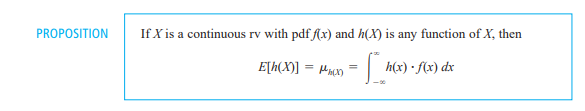 PROPOSITION If X is a continuous rv with pdf f(x) and h(X) is any function of X, then
E[h(X)] = μ_{h(X)} = ∫_{-∞}^{∞} h(x) · f(x) dx